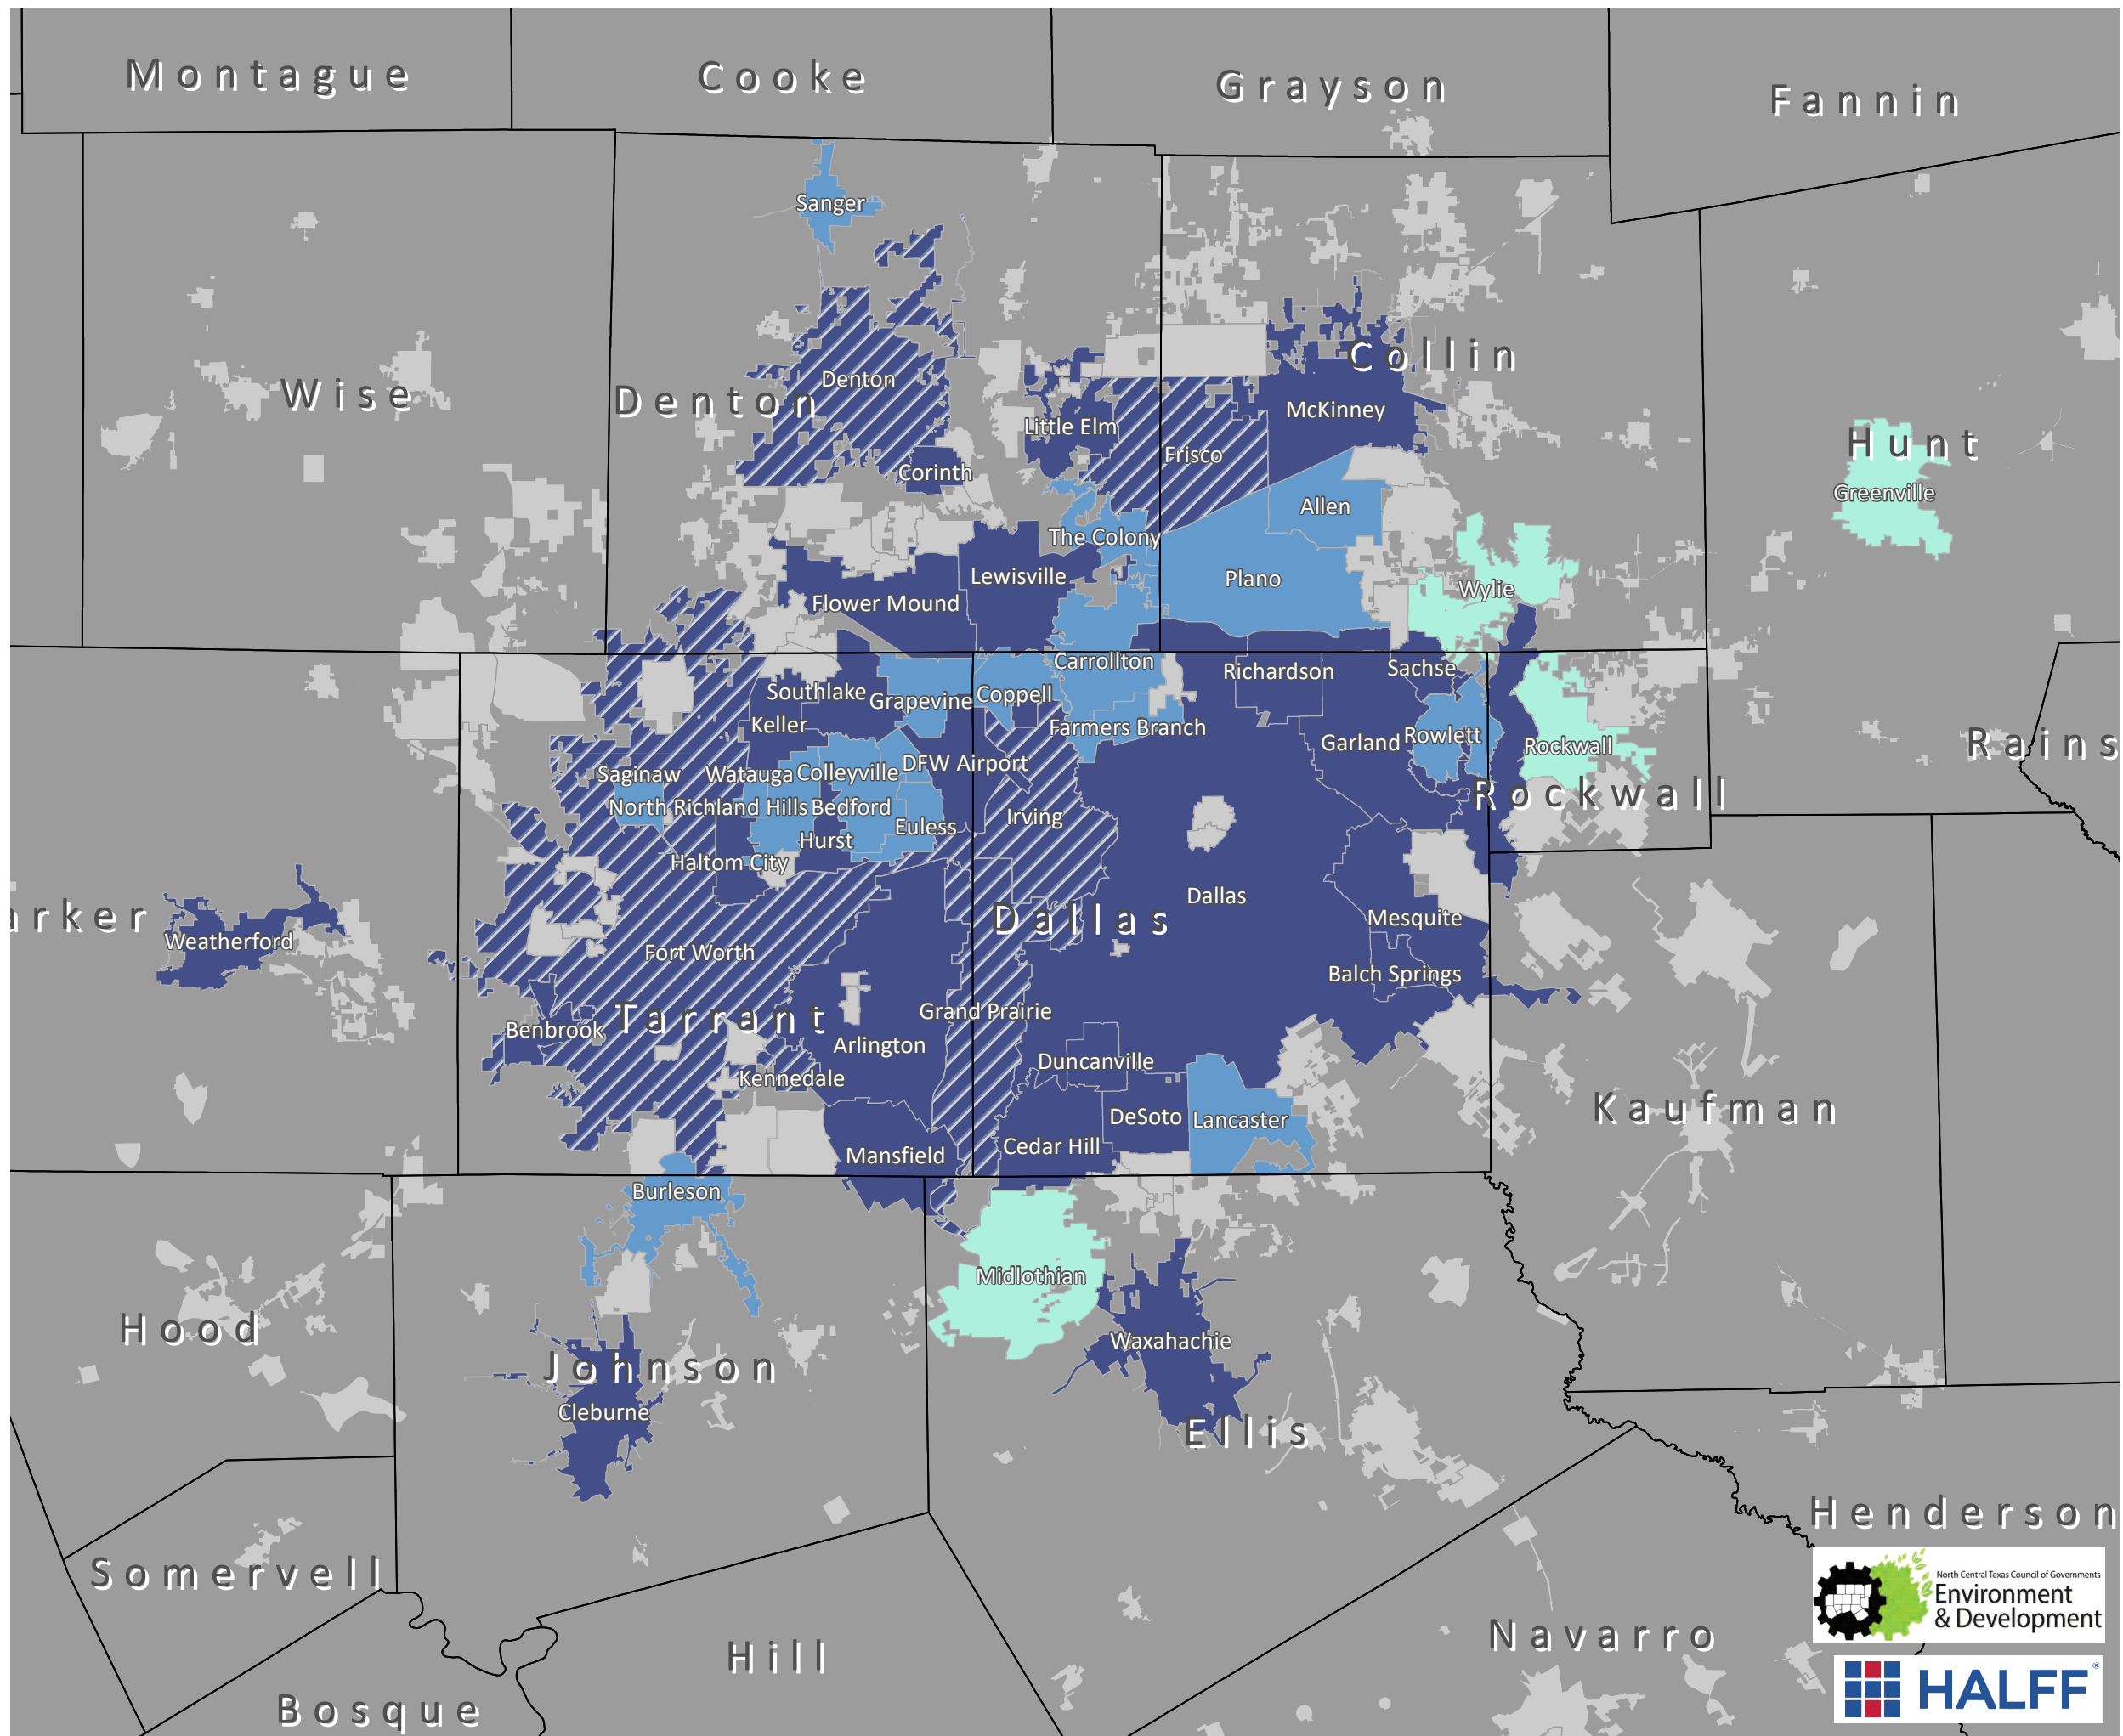 Montague
Cooke
Grayson
Fannin
Sanger
Wise
Denton
Denton
Collin
McKinney
Little Elm
Frisco
Corinth
Hunt
Greenville
Allen
The Colony
Lewisville
Plano
Wylie
Flower Mound
Carrollton
Richardson
Sachse
Southlake
Grapevine
Coppell
Keller
Farmers Branch
Garland
Rowlett
Rockwall
Rains
DFW Airport
Saginaw
Watauga
Colleyville
Rockwall
North Richland Hills
Bedford
Irving
Euless
Hurst
Haltom City
Dallas
arker
Dallas
Mesquite
Weatherford
Fort Worth
Balch Springs
Tarrant
Grand Prairie
Benbrook
Arlington
Duncanville
Kennedale
Kaufman
DeSoto
Lancaster
Cedar Hill
Mansfield
Burleson
Midlothian
Hood
Waxahachie
Johnson
Cleburne
Ellis
Henderson
Somervell
North Central Texas Council of Governments
Environment
& Development
Navarro
Hill
HALFF®
Bosque